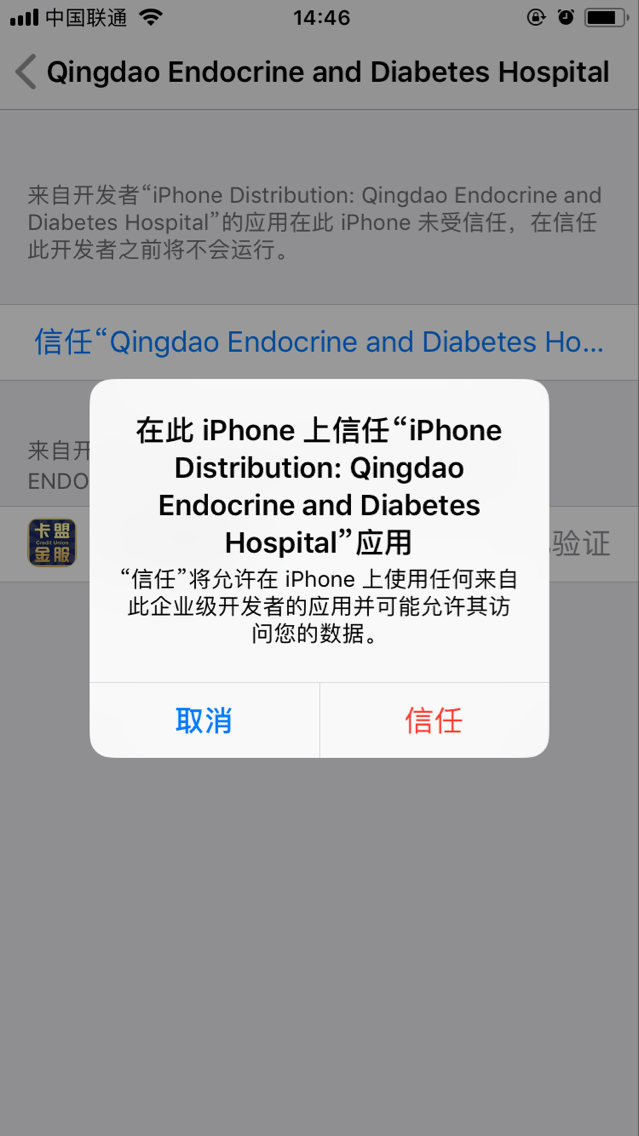 中国联通
14:46
Qingdao Endocrine and Diabetes Hospital
来自开发者“iPhone Distribution: Qingdao Endocrine and
Diabetes Hospital”的应用在此 iPhone 未受信任，在信任
此开发者之前将不会运行。
信任“Qingdao Endocrine and Diabetes Ho...
来自开
ENDO
在此 iPhone 上信任“iPhone
Distribution: Qingdao
Endocrine and Diabetes
Hospital”应用
“信任”将允许在 iPhone 上使用任何来自
此企业级开发者的应用并可能允许其访
问您的数据。
卡盟
Credit Union
金服
验证
取消
信任